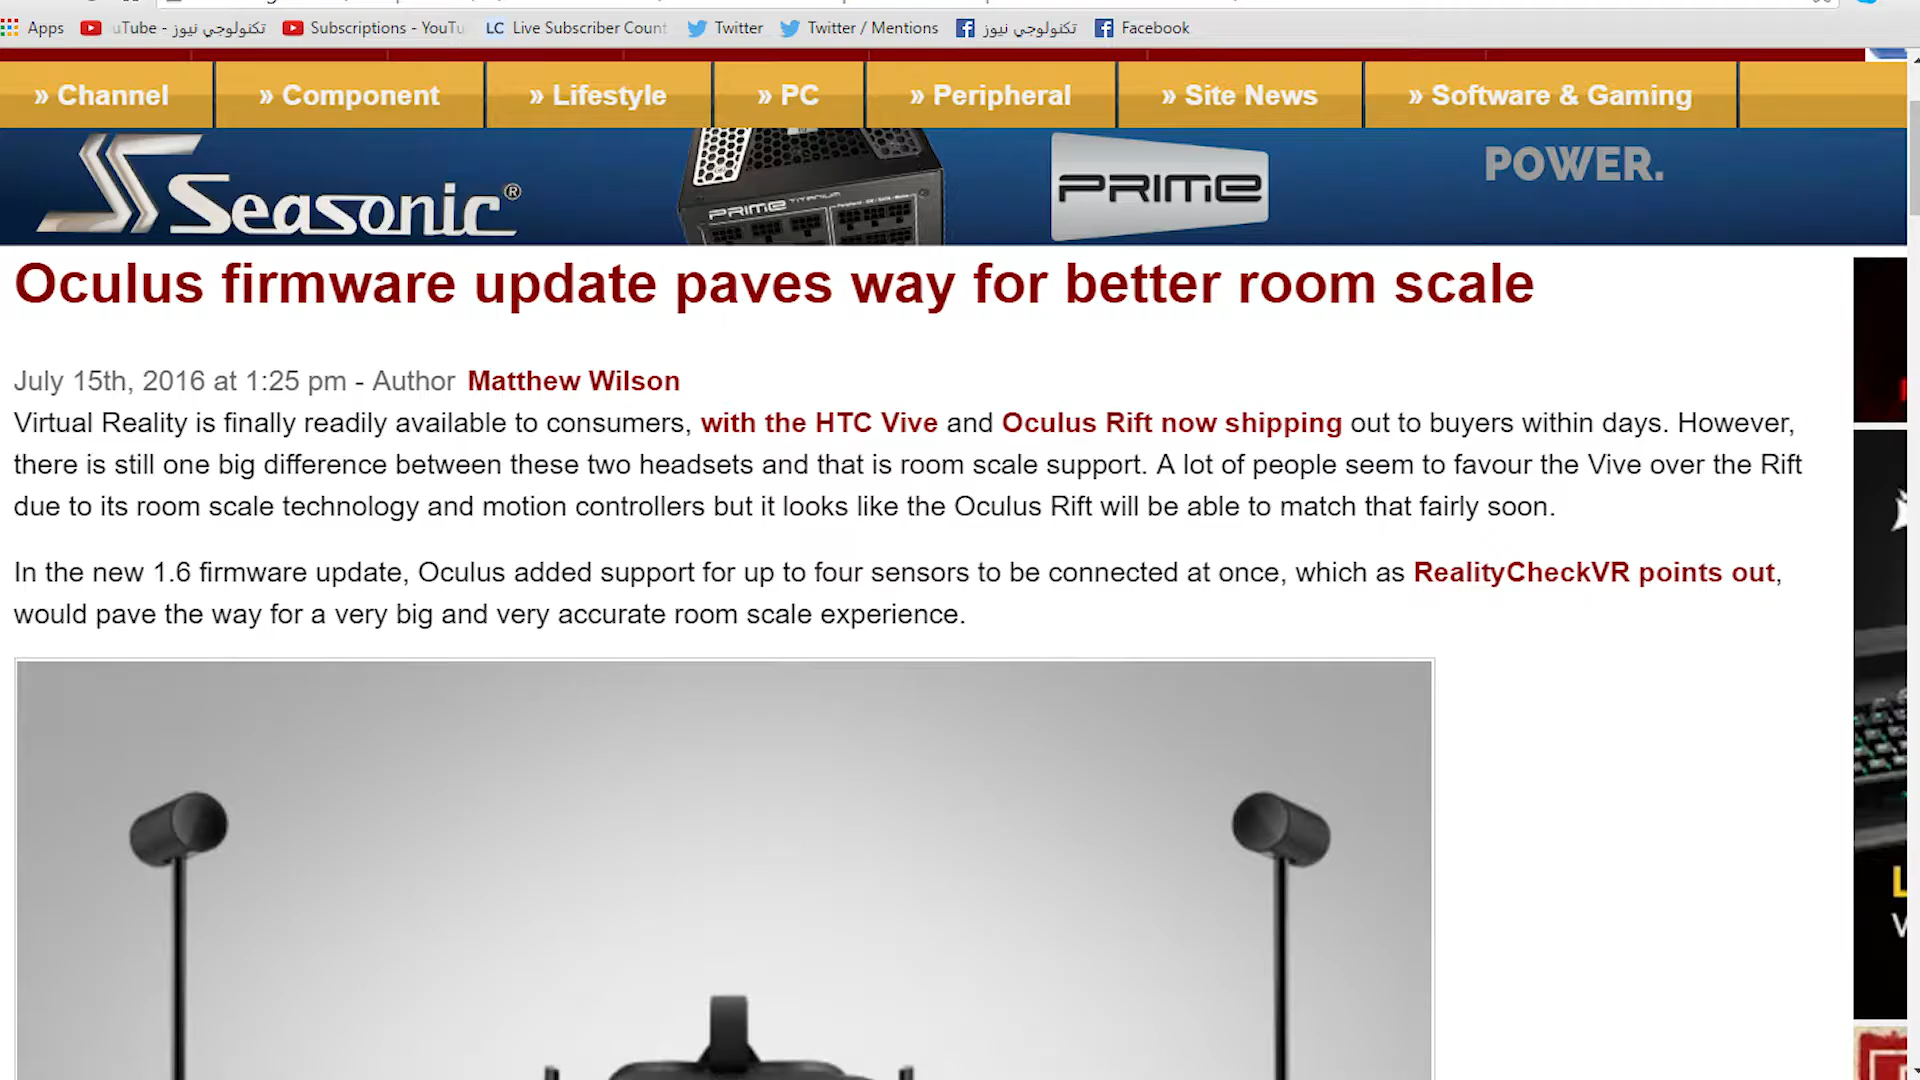 Apps uTube - تكنولوجي نيوز Subscriptions - YouTu LC Live Subscriber Count Twitter Twitter / Mentions تكنولوجي نيوز Facebook
» Channel » Component » Lifestyle » PC » Peripheral » Site News » Software & Gaming
Seasonic® PRIME TITANIUM PRIME POWER.
Oculus firmware update paves way for better room scale
July 15th, 2016 at 1:25 pm - Author Matthew Wilson
Virtual Reality is finally readily available to consumers, with the HTC Vive and Oculus Rift now shipping out to buyers within days. However,
there is still one big difference between these two headsets and that is room scale support. A lot of people seem to favour the Vive over the Rift
due to its room scale technology and motion controllers but it looks like the Oculus Rift will be able to match that fairly soon.
In the new 1.6 firmware update, Oculus added support for up to four sensors to be connected at once, which as RealityCheckVR points out,
would pave the way for a very big and very accurate room scale experience.